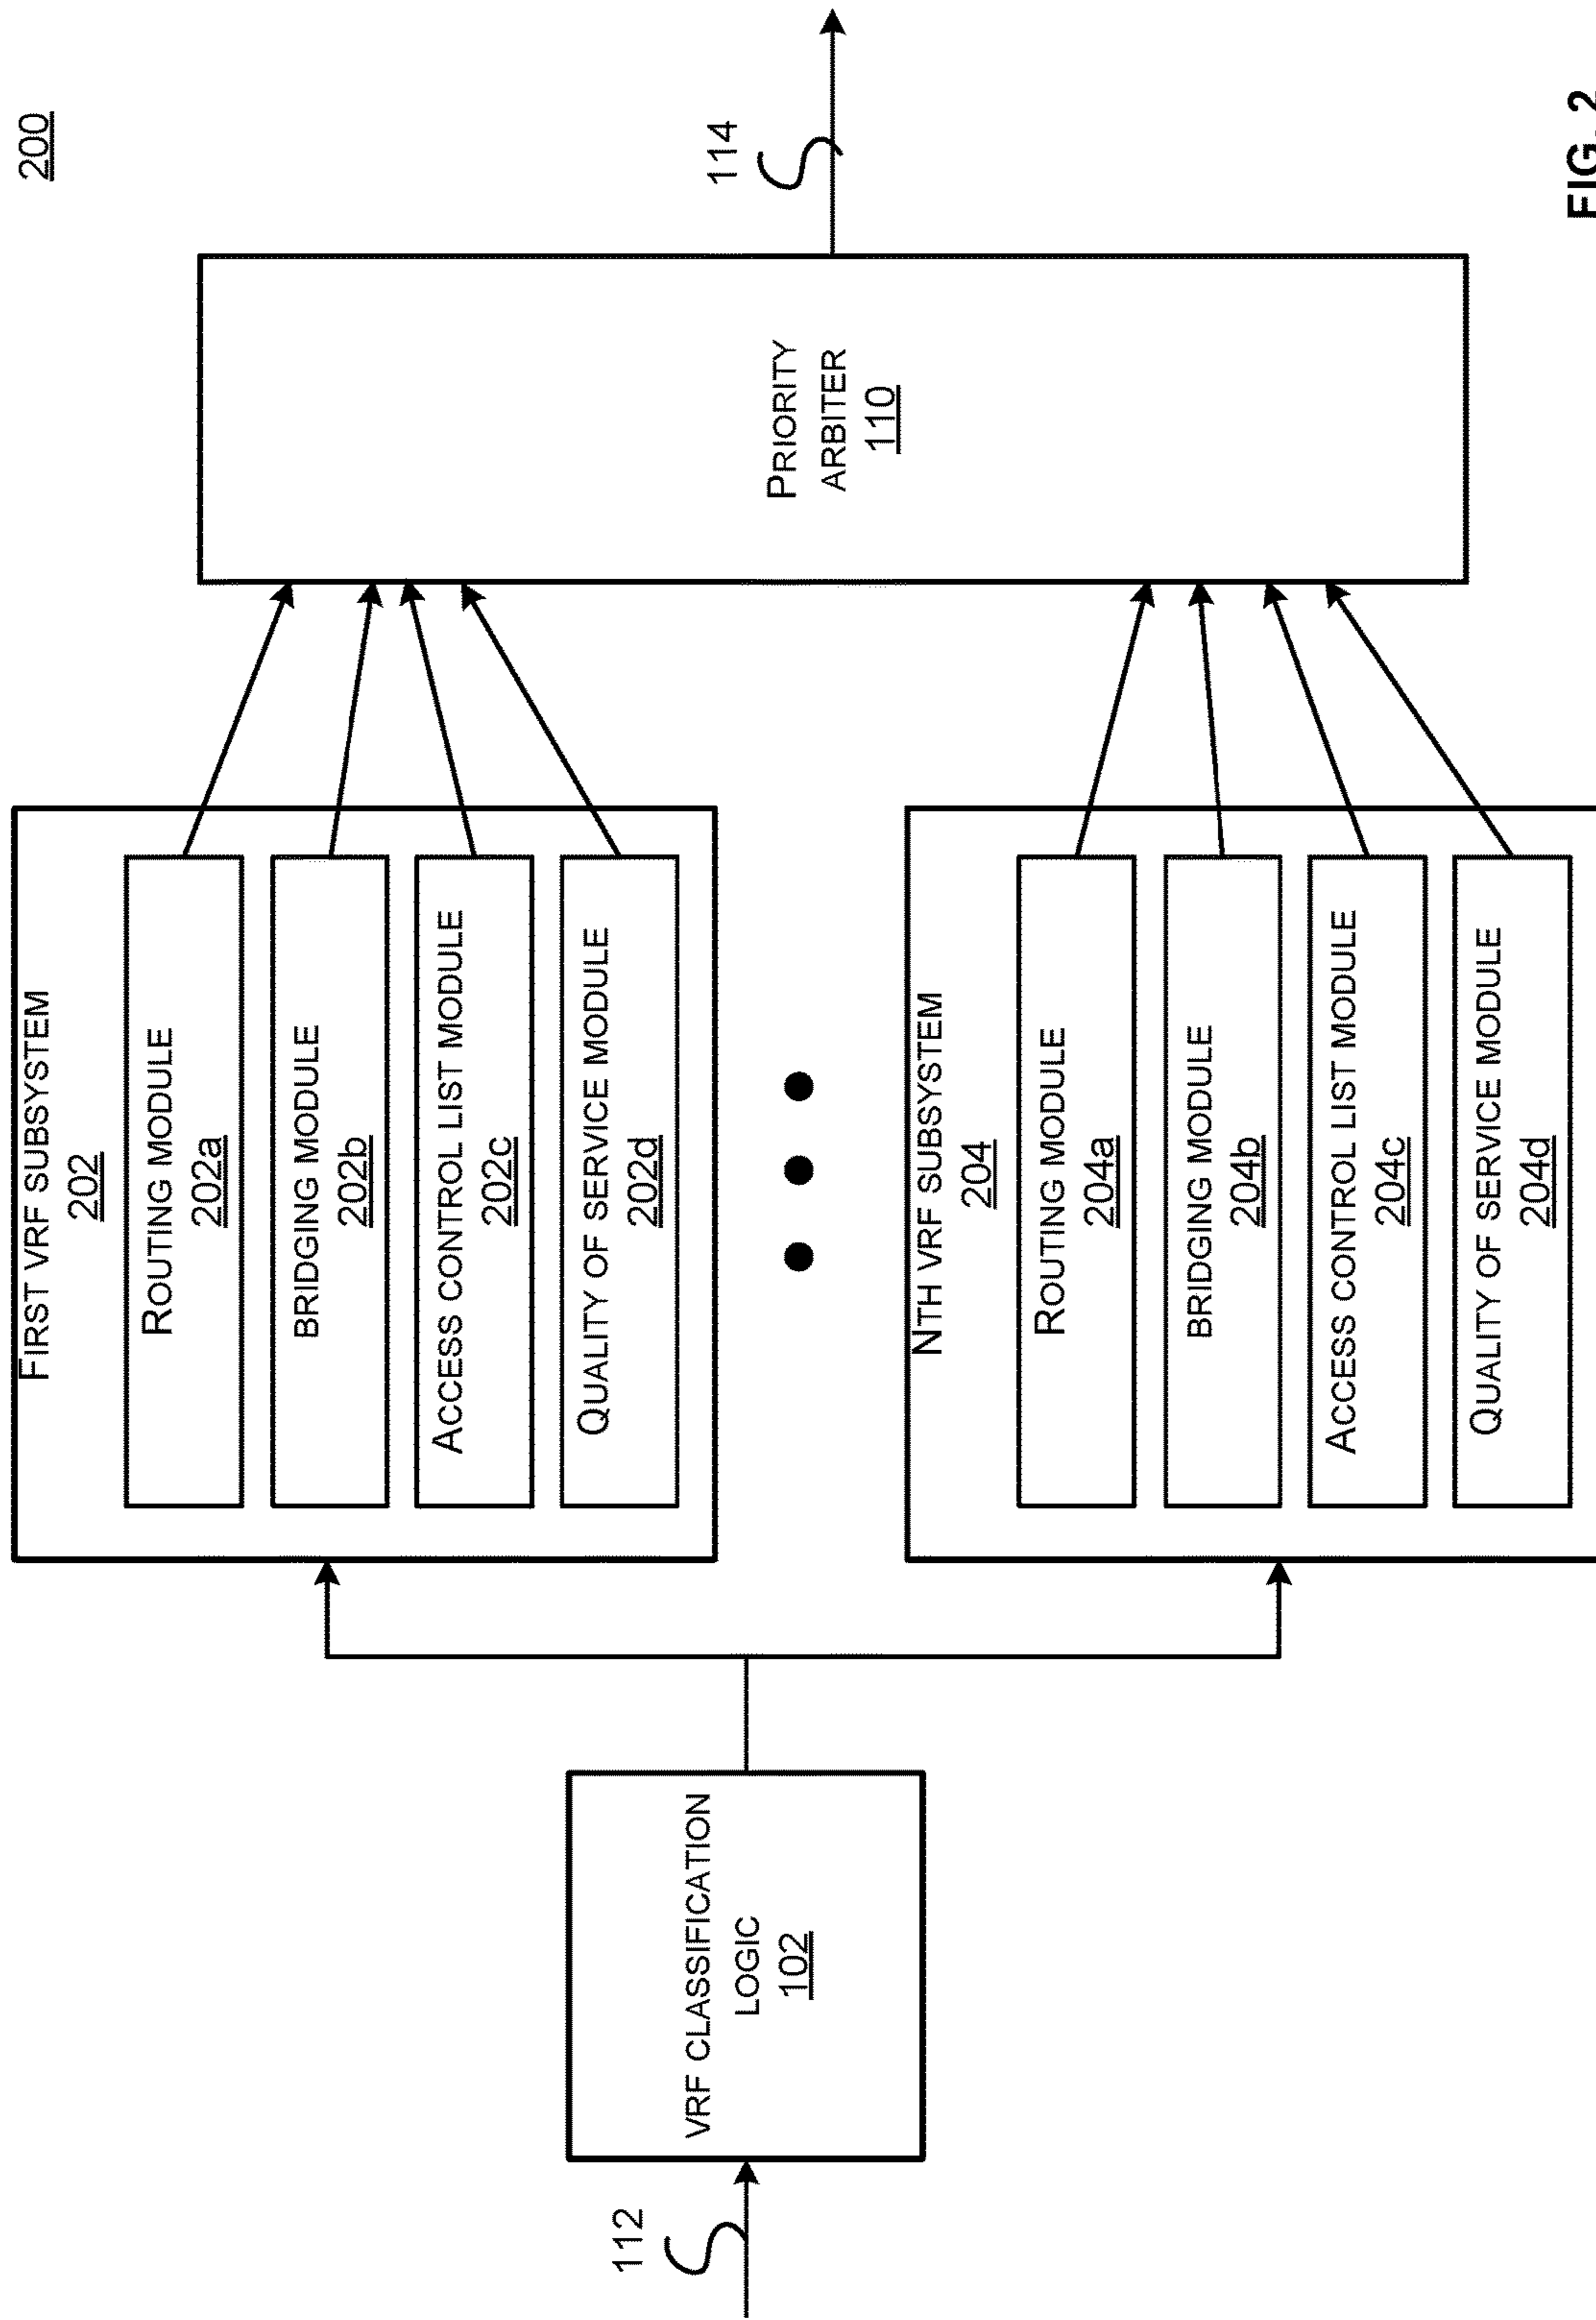 200
112
VRF CLASSIFICATION
LOGIC
102
FIRST VRF SUBSYSTEM
202
ROUTING MODULE
202a
BRIDGING MODULE
202b
ACCESS CONTROL LIST MODULE
202c
QUALITY OF SERVICE MODULE
202d
NTH VRF SUBSYSTEM
204
ROUTING MODULE
204a
BRIDGING MODULE
204b
ACCESS CONTROL LIST MODULE
204c
QUALITY OF SERVICE MODULE
204d
PRIORITY
ARBITER
110
114
FIG. 2